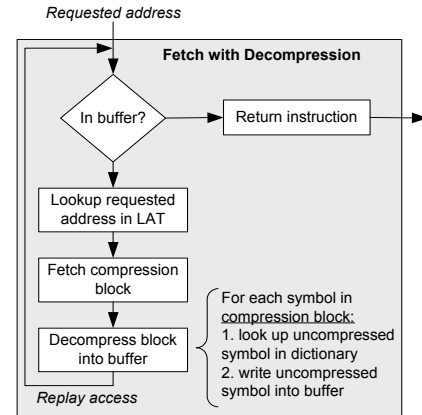 Requested address
Fetch with Decompression
In buffer?
Return instruction
Lookup requested
address in LAT
Fetch compression
block
Decompress block
into buffer
For each symbol in
compression block:
1. look up uncompressed
symbol in dictionary
2. write uncompressed
symbol into buffer
Replay access